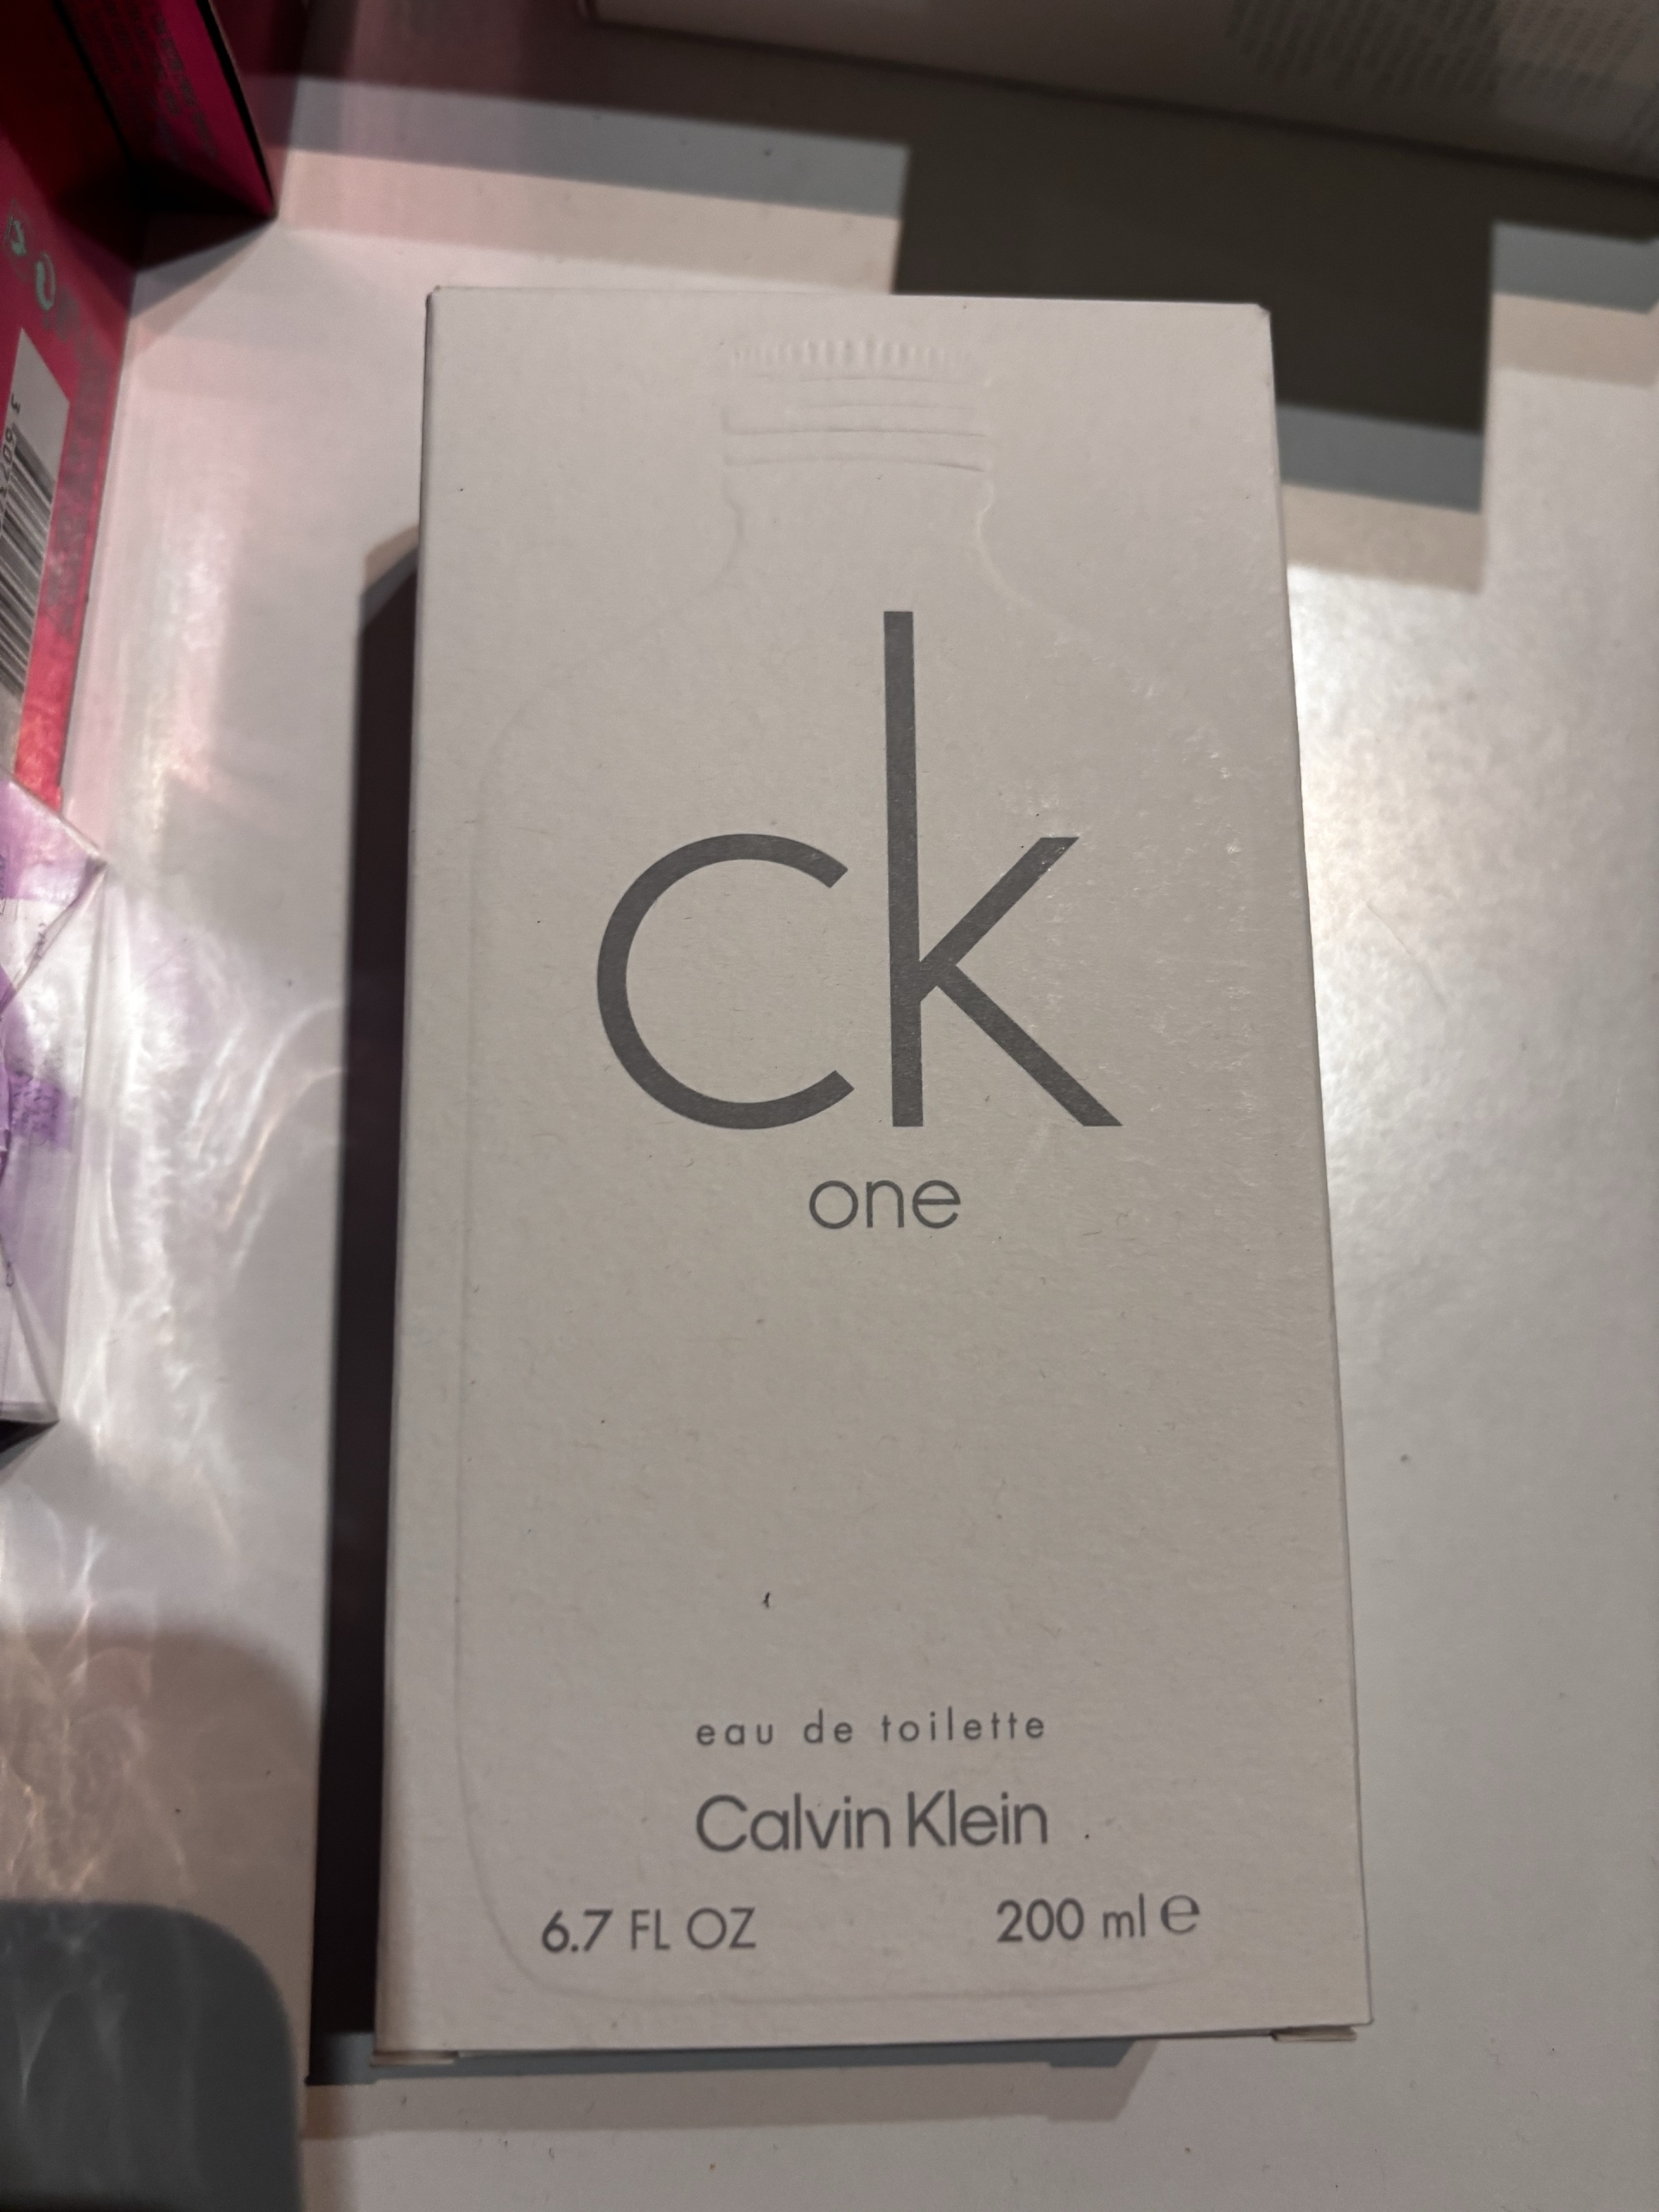 ck
one
eau de toilette
Calvin Klein
6.7 FL OZ 200 ml e